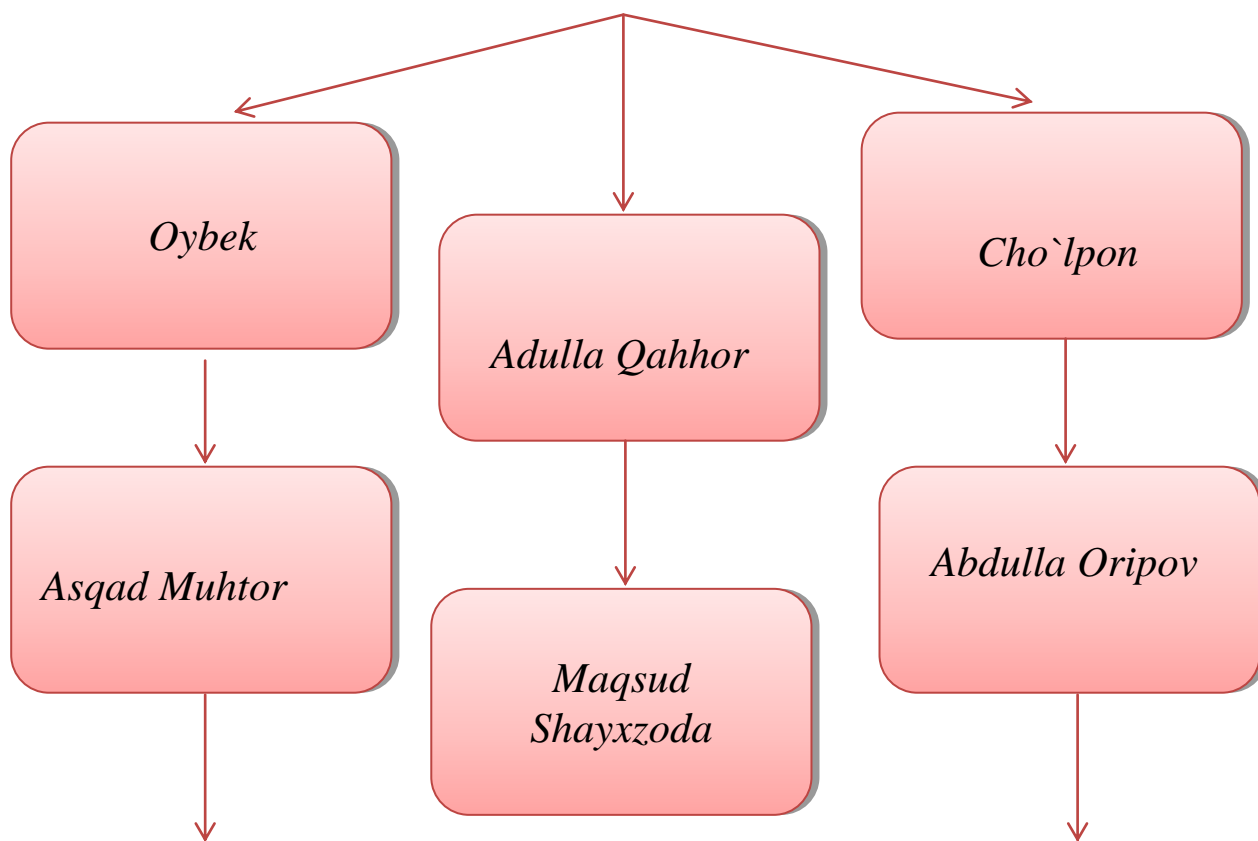 Oybek
Cho`lpon
Adulla Qahhor
Asqad Muhtor
Abdulla Oripov
Maqsud
Shayxzoda